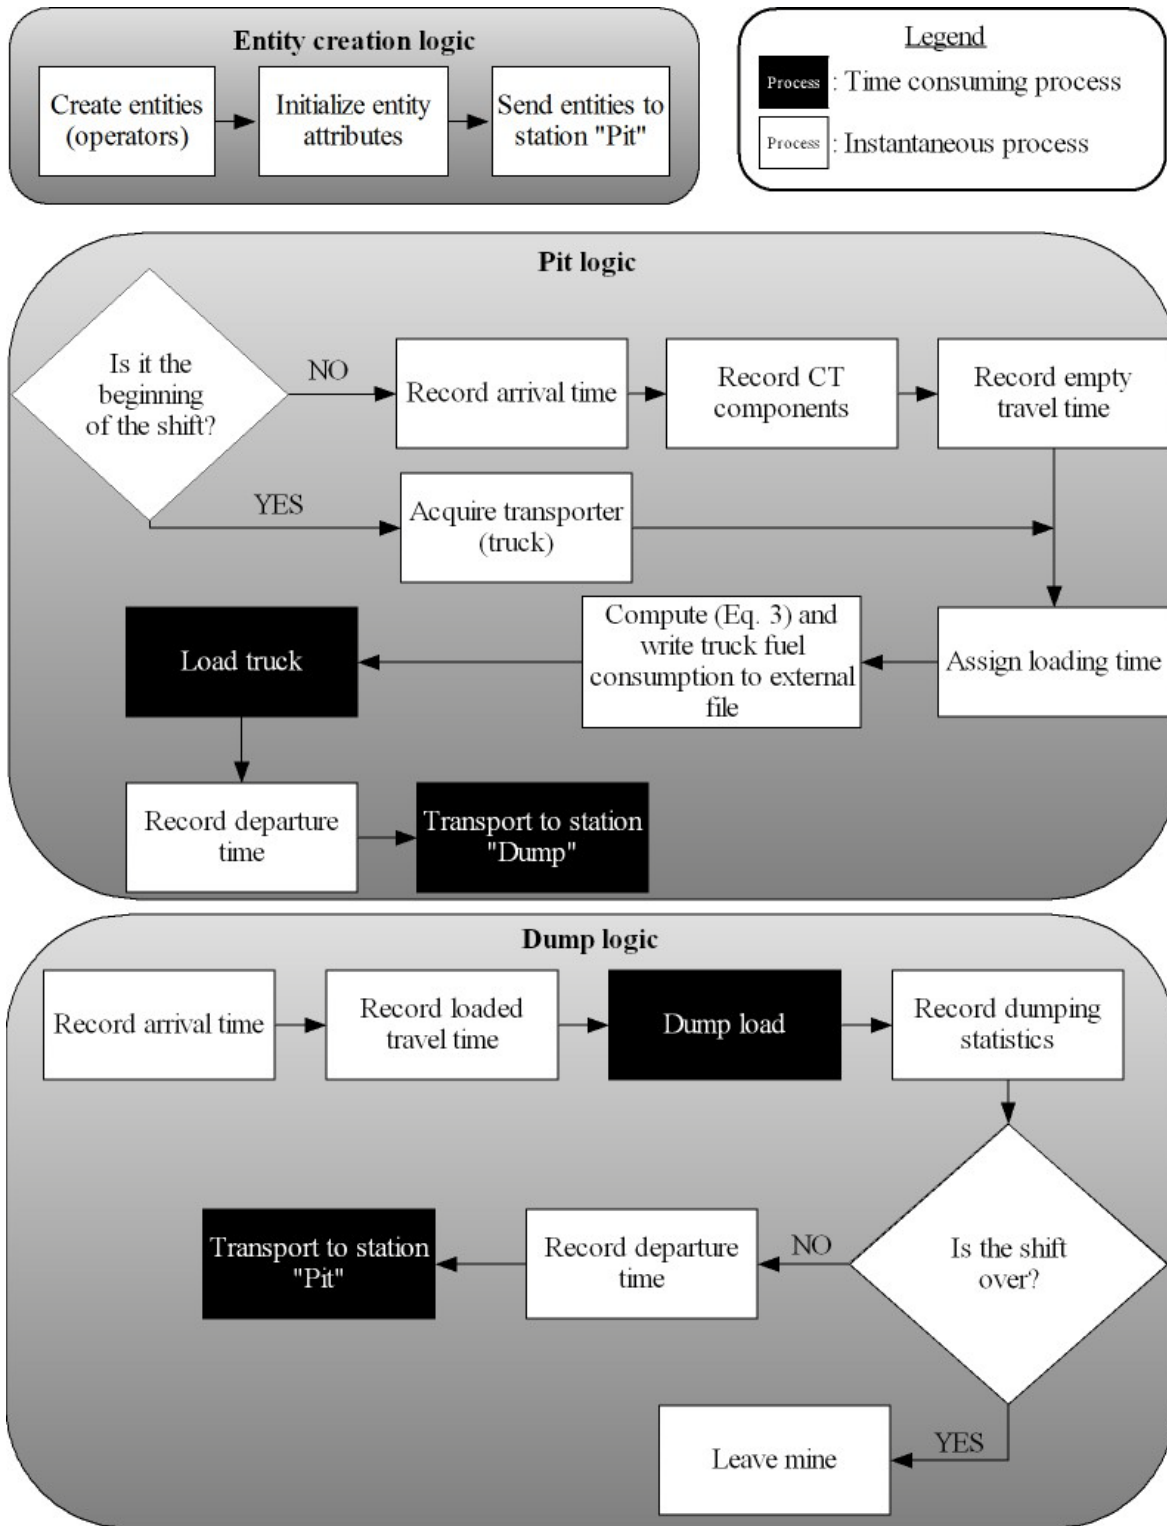 Entity creation logic
Create entities
(operators)
Initialize entity
attributes
Send entities to
station "Pit"
Legend
Process
: Time consuming process
Process
: Instantaneous process
Pit logic
Is it the
beginning
of the shift?
NO
Record arrival time
Record CT
components
Record empty
travel time
YES
Acquire transporter
(truck)
Load truck
Compute (Eq. 3) and
write truck fuel
consumption to external
file
Assign loading time
Record departure
time
Transport to station
"Dump"
Dump logic
Record arrival time
Record loaded
travel time
Dump load
Record dumping
statistics
Transport to station
"Pit"
Record departure
time
NO
Is the shift
over?
Leave mine
YES